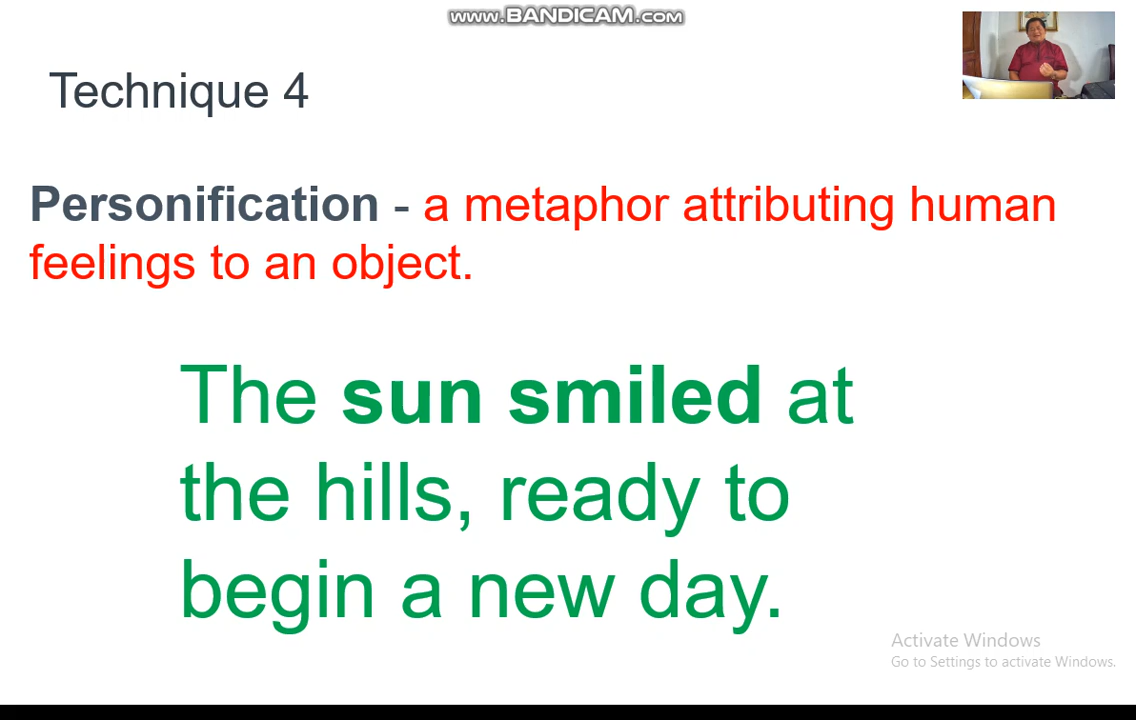 www.BANDICAM.com
Technique 4
Personification - a metaphor attributing human
feelings to an object.
The sun smiled at
the hills, ready to
begin a new day.
Activate Windows
Go to Settings to activate Windows.